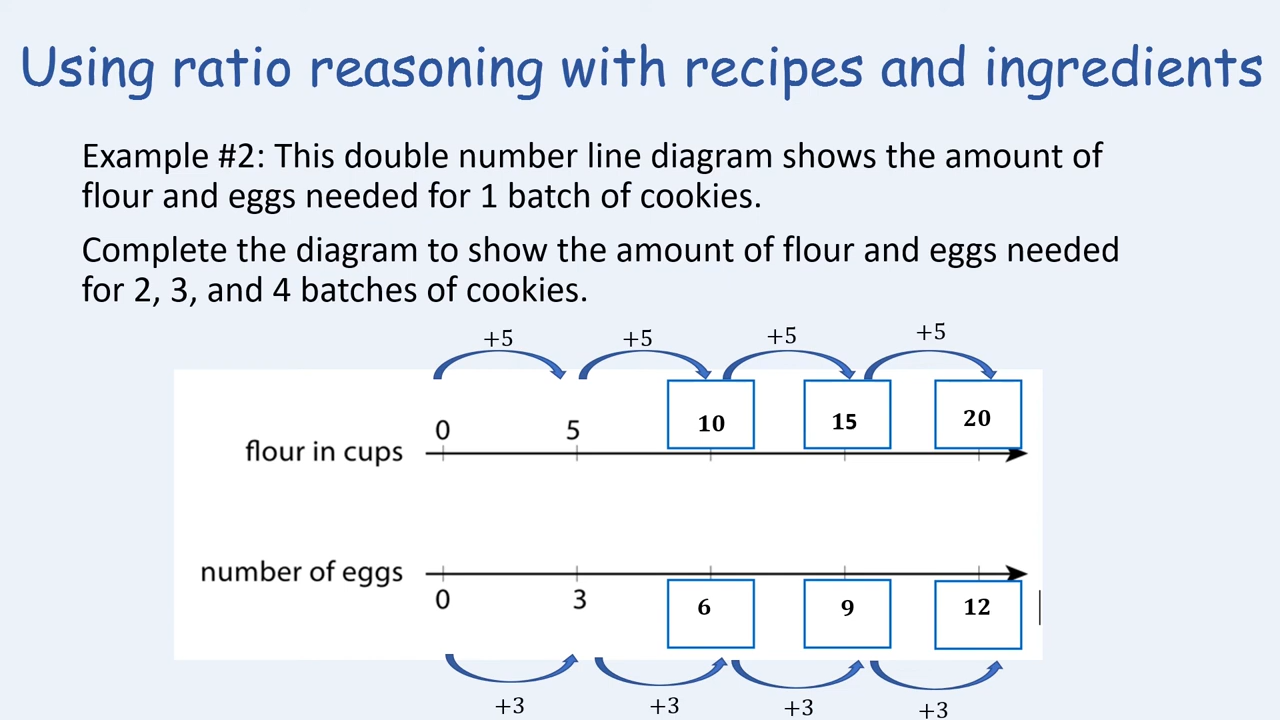 Using ratio reasoning with recipes and ingredients
Example #2: This double number line diagram shows the amount of
flour and eggs needed for 1 batch of cookies.
Complete the diagram to show the amount of flour and eggs needed
for 2, 3, and 4 batches of cookies.
+5 +5 +5 +5
0 5 10 15 20
flour in cups
number of eggs
0 3 6 9 12
+3 +3 +3 +3